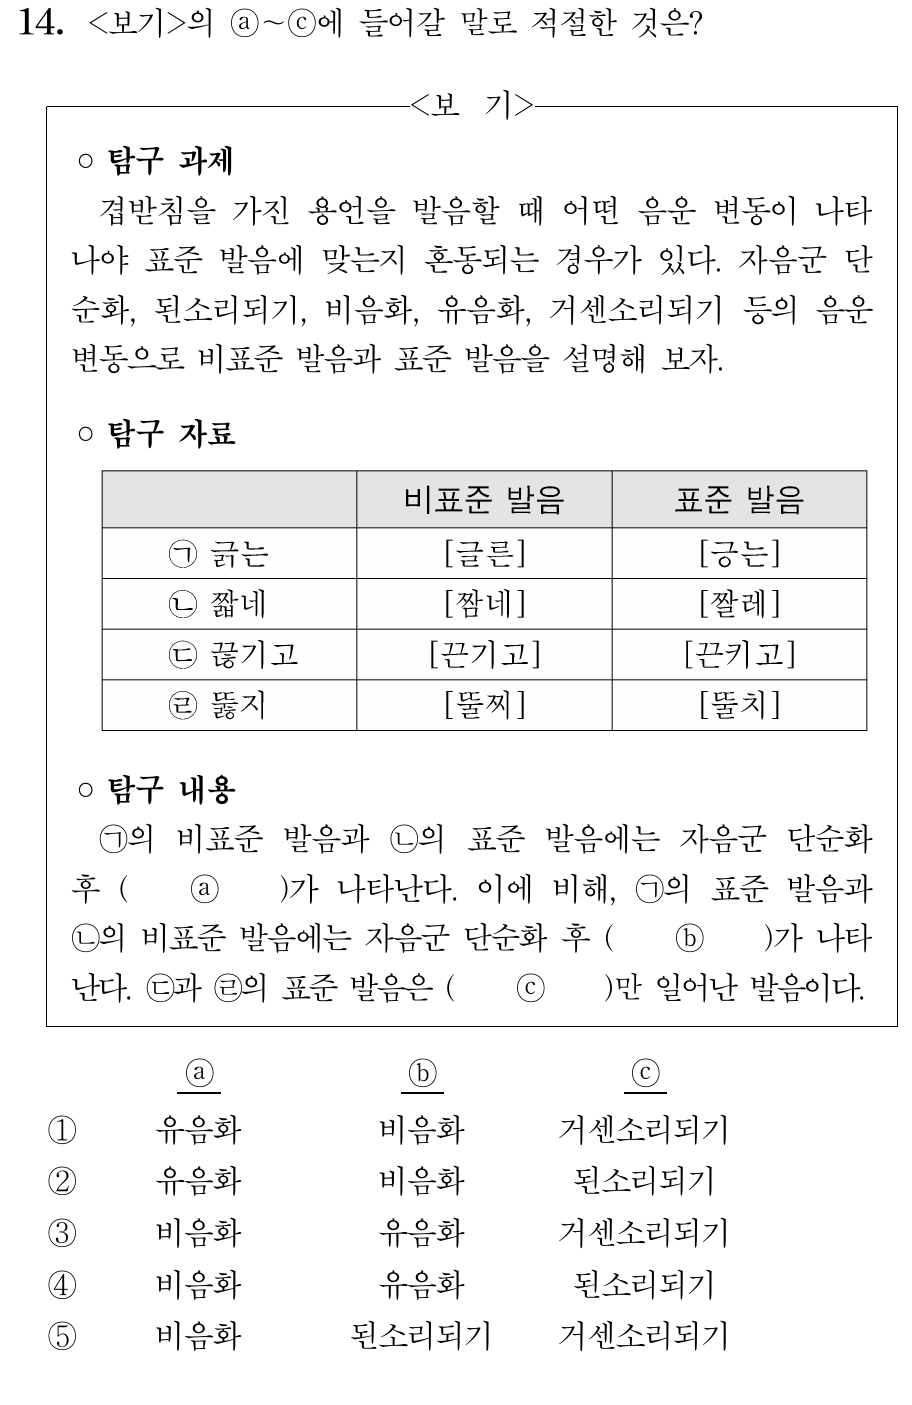 14. <보기>의 ⓐ~ⓒ에 들어갈 말로 적절한 것은?
<보 기>
○ 탐구 과제
겹받침을 가진 용언을 발음할 때 어떤 음운 변동이 나타
나야 표준 발음에 맞는지 혼동되는 경우가 있다. 자음군 단
순화, 된소리되기, 비음화, 유음화, 거센소리되기 등의 음운
변동으로 비표준 발음과 표준 발음을 설명해 보자.
○ 탐구 자료
비표준 발음 표준 발음
㉠ 긁는 [글른] [긍는]
㉡ 짧네 [짬네] [짤레]
㉢ 끊기고 [끈기고] [끈키고]
㉣ 뚫지 [뚤찌] [뚤치]
○ 탐구 내용
㉠의 비표준 발음과 ㉡의 표준 발음에는 자음군 단순화
후 ( ⓐ )가 나타난다. 이에 비해, ㉠의 표준 발음과
㉡의 비표준 발음에는 자음군 단순화 후 ( ⓑ )가 나타
난다. ㉢과 ㉣의 표준 발음은 ( ⓒ )만 일어난 발음이다.
ⓐ ⓑ ⓒ
① 유음화 비음화 거센소리되기
② 유음화 비음화 된소리되기
③ 비음화 유음화 거센소리되기
④ 비음화 유음화 된소리되기
⑤ 비음화 된소리되기 거센소리되기